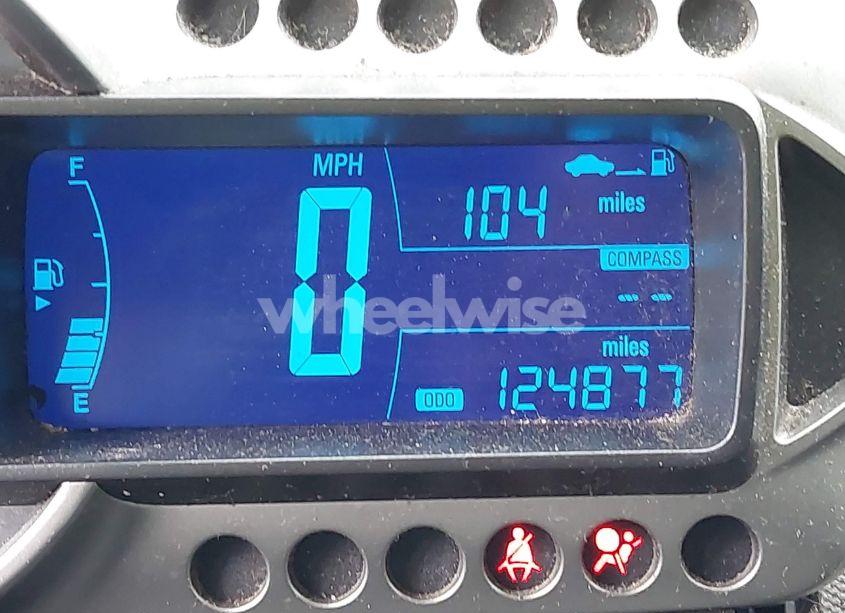 F
MPH
104 miles
COMPASS
-- --
0
wheelwise
miles
E
ODO 124877